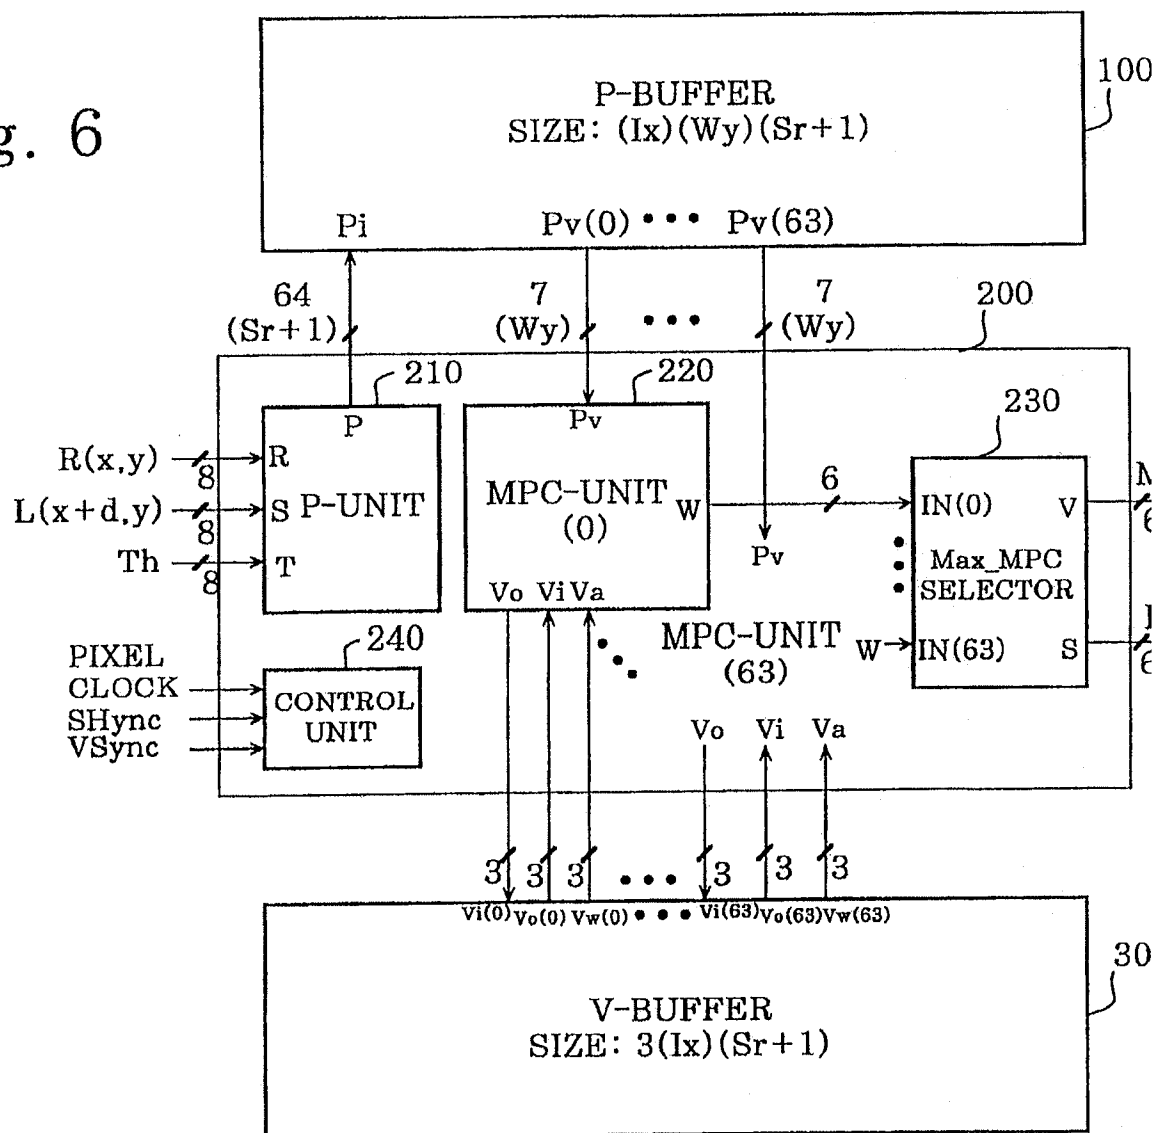 g. 6
100
P-BUFFER
SIZE: (Ix)(Wy)(Sr+1)
Pi
Pv(0) ••• Pv(63)
64
(Sr+1)
7
(Wy)
•••
7
(Wy)
200
210
220
230
P
R(x,y)
8
R
L(x+d,y)
8
S
P-UNIT
Th
8
T
Pv
MPC-UNIT
(0)
W
Vo Vi Va
6
Pv
IN(0)
V
Max_MPC
SELECTOR
W
IN(63)
S
M
6
6
MPC-UNIT
(63)
240
PIXEL
CLOCK
SHync
VSync
CONTROL
UNIT
Vo Vi Va
3 3 3 ••• 3 3 3
Vi(0) Vo(0) Vw(0) ••• Vi(63) Vo(63) Vw(63)
30
V-BUFFER
SIZE: 3(Ix)(Sr+1)